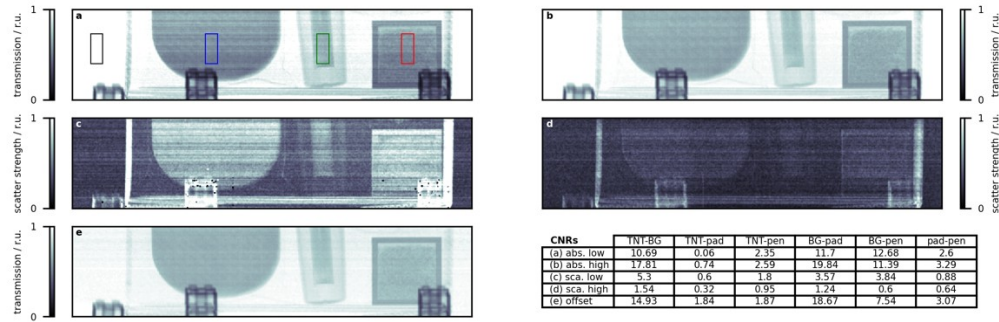 1
a
transmission / r.u.
0
b
1
transmission / r.u.
0
1
c
scatter strength / r.u.
0
d
1
scatter strength / r.u.
0
1
e
transmission / r.u.
0
CNRs TNT-BG TNT-pad TNT-pen BG-pad BG-pen pad-pen
(a) abs. low 10.69 0.06 2.35 11.7 12.68 2.6
(b) abs. high 17.81 0.74 2.59 19.84 11.39 3.29
(c) sca. low 5.3 0.6 1.8 3.57 3.84 0.88
(d) sca. high 1.54 0.32 0.95 1.24 0.6 0.64
(e) offset 14.93 1.84 1.87 18.67 7.54 3.07